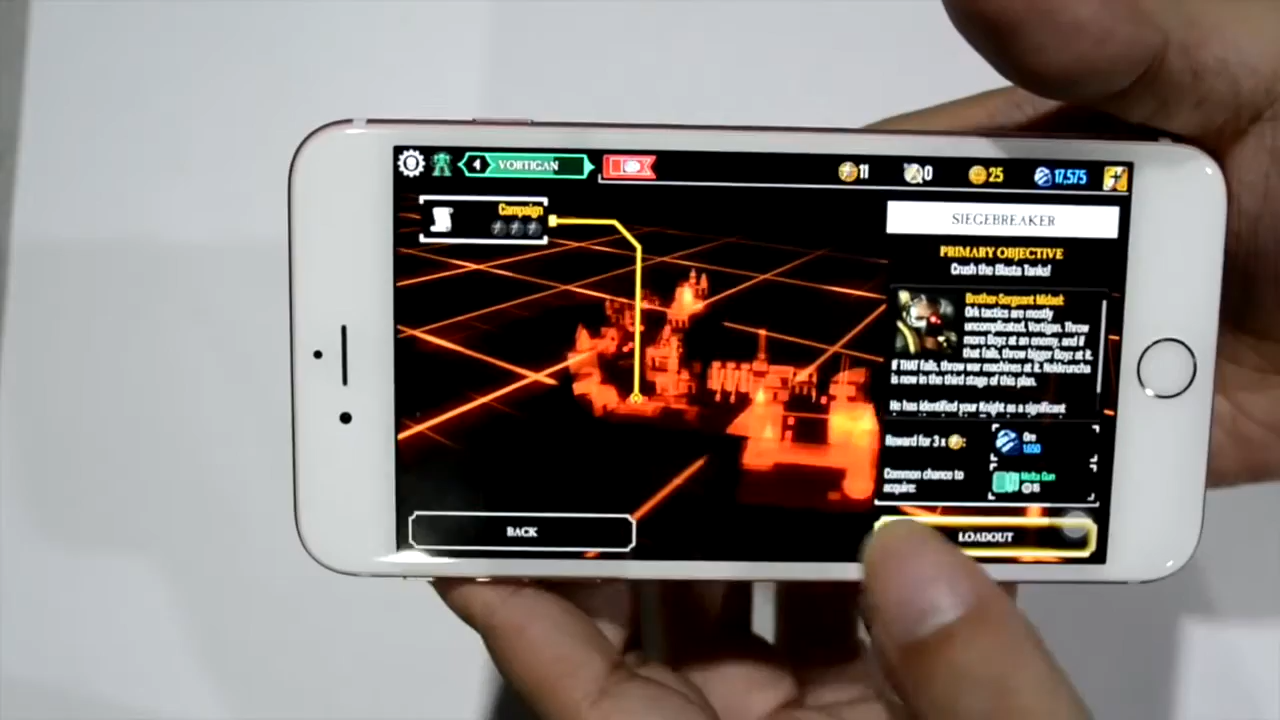 4 VORTIGAN
11
0
25
17,575
Campaign
SIEGEBREAKER
PRIMARY OBJECTIVE
Crush the Blasta Tanks!
Brother-Sergeant Midaek:
Ork tactics are mostly
uncomplicated, Vortigan. Throw
more Boyz at an enemy, and if
that fails, throw bigger Boyz at it.
If THAT fails, throw war machines at it. Nekkruncha
is now in the third stage of this plan.
He has identified your Knight as a significant
Reward for 3 x
Ore
1,650
Common chance to
acquire:
Melta Gun
BACK
LOADOUT